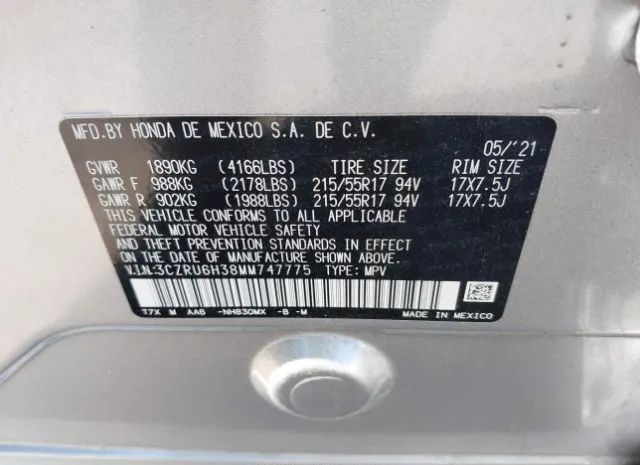 MFD.BY HONDA DE MEXICO S.A. DE C.V.
05/'21
GVWR 1890KG (4166LBS) TIRE SIZE RIM SIZE
GAWR F 988KG (2178LBS) 215/55R17 94V 17X7.5J
GAWR R 902KG (1988LBS) 215/55R17 94V 17X7.5J
THIS VEHICLE CONFORMS TO ALL APPLICABLE
FEDERAL MOTOR VEHICLE SAFETY
AND THEFT PREVENTION STANDARDS IN EFFECT
ON THE DATE OF MANUFACTURE SHOWN ABOVE.
V.I.N:3CZRU6H38MM747775 TYPE: MPV
T7X M AA6 -NH830MX -B -M
MADE IN MEXICO